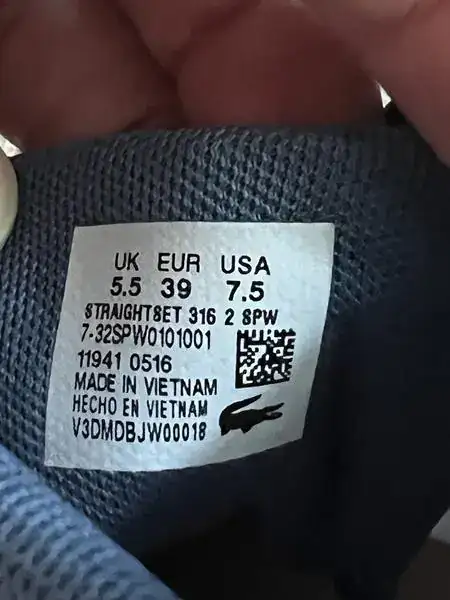 UK EUR USA
5.5 39 7.5
STRAIGHTSET 316 2 SPW
7-32SPW0101001
11941 0516
MADE IN VIETNAM
HECHO EN VIETNAM
V3DMDBJW00018